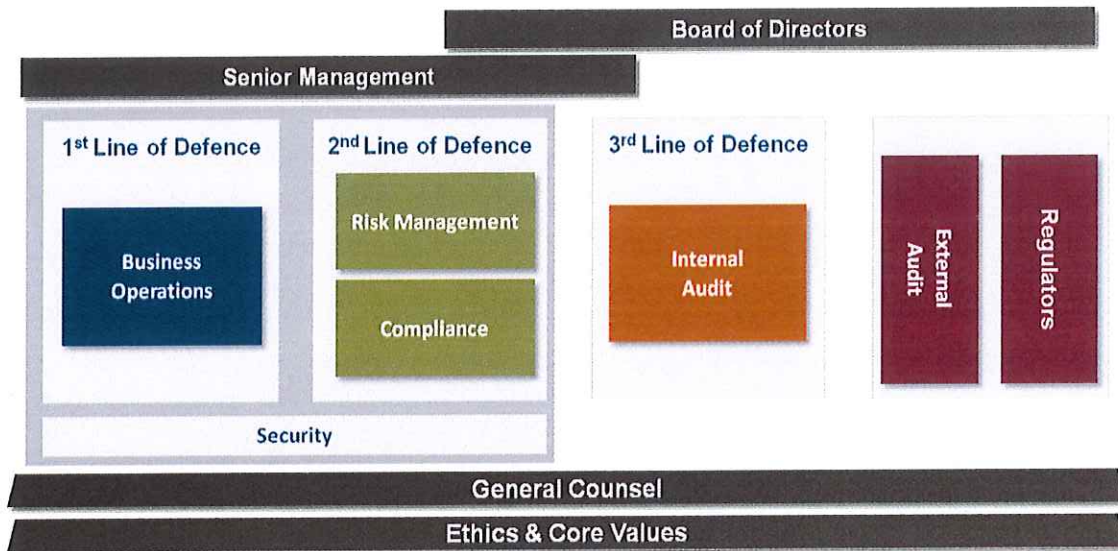 Board of Directors
Senior Management
1st Line of Defence
Business
Operations
2nd Line of Defence
Risk Management
Compliance
Security
3rd Line of Defence
Internal
Audit
External
Audit
Regulators
General Counsel
Ethics & Core Values